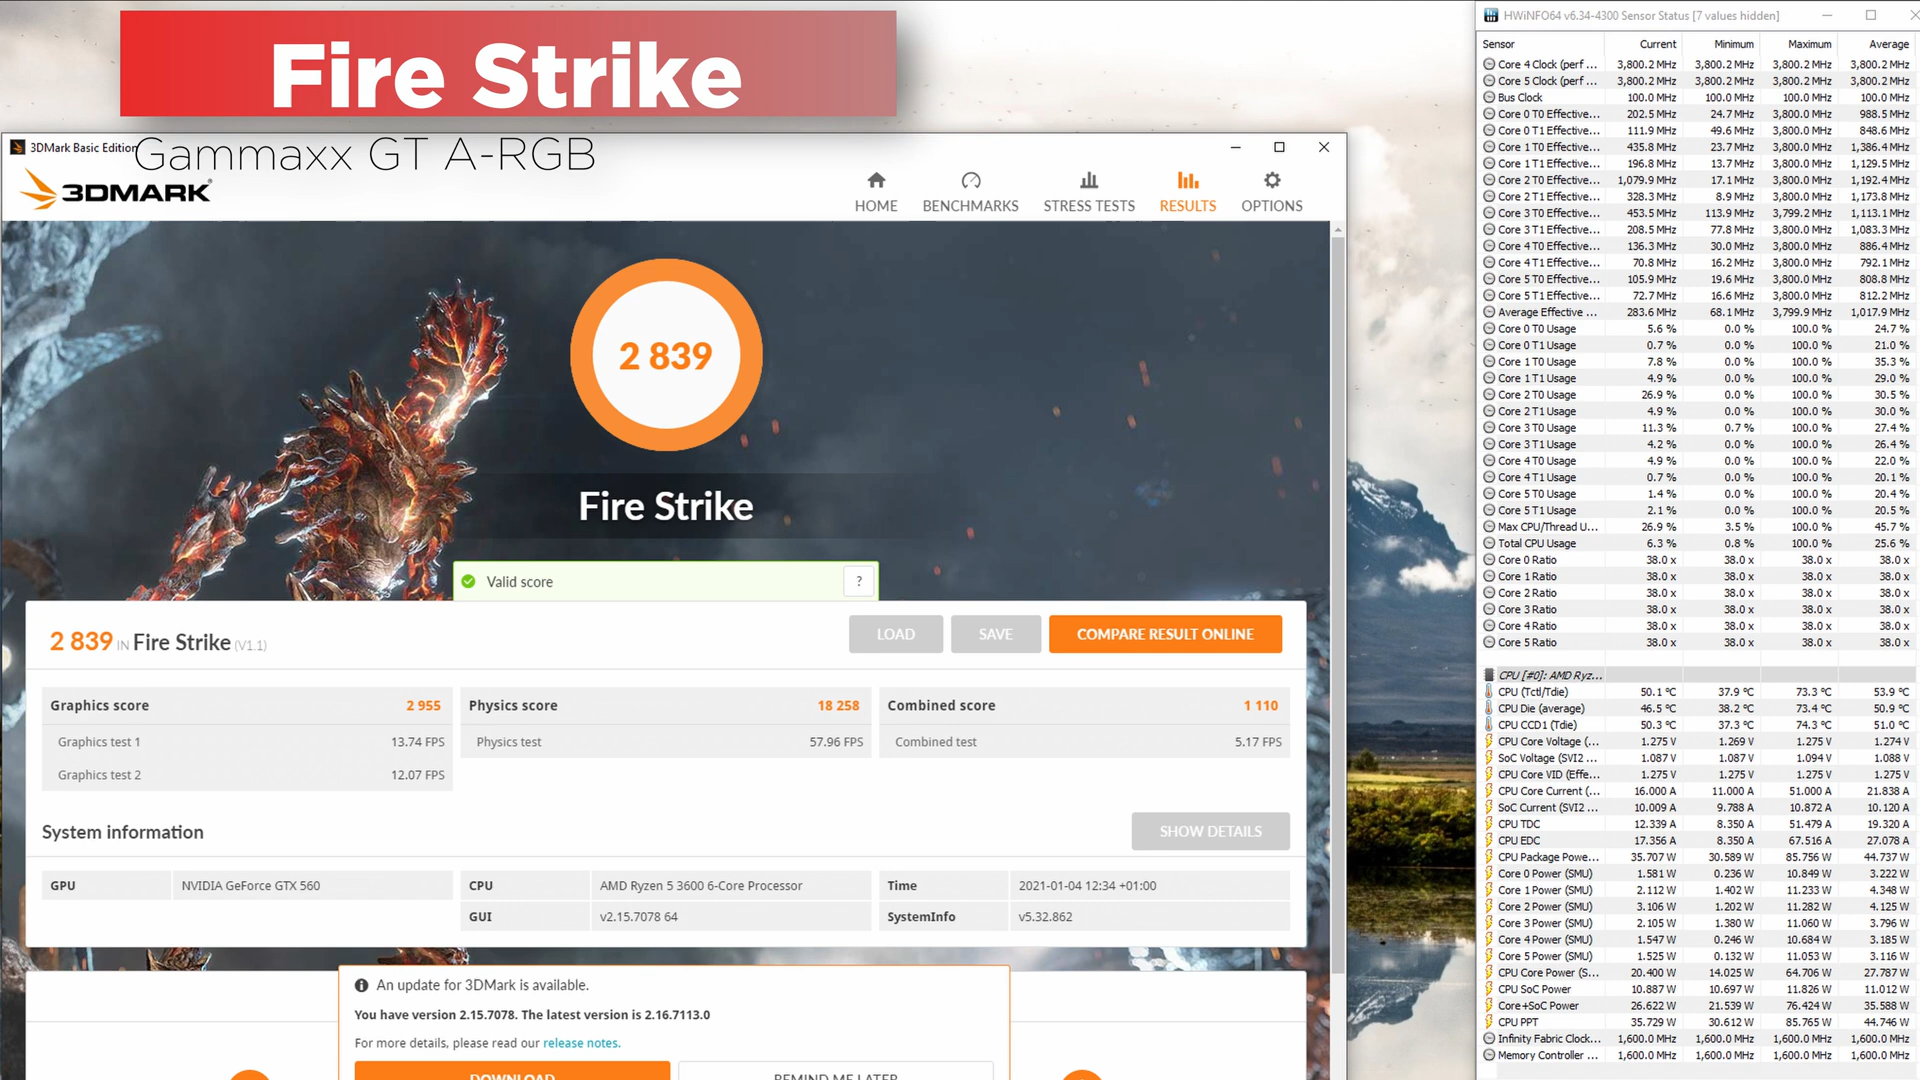 Fire Strike
Gammaxx GT A-RGB
3DMark Basic Edition
3DMARK
HOME BENCHMARKS STRESS TESTS RESULTS OPTIONS
2 839
Fire Strike
Valid score ?
2 839 IN Fire Strike (V1.1)
LOAD SAVE COMPARE RESULT ONLINE
Graphics score 2 955 Physics score 18 258 Combined score 1 110
Graphics test 1 13.74 FPS Physics test 57.96 FPS Combined test 5.17 FPS
Graphics test 2 12.07 FPS
System information SHOW DETAILS
GPU NVIDIA GeForce GTX 560 CPU AMD Ryzen 5 3600 6-Core Processor Time 2021-01-04 12:34 +01:00
GUI v2.15.7078 64 SystemInfo v5.32.862
An update for 3DMark is available.
You have version 2.15.7078. The latest version is 2.16.7113.0
For more details, please read our release notes.
DOWNLOAD REMIND ME LATER
HWiNFO64 v6.34-4300 Sensor Status [7 values hidden]
Sensor Current Minimum Maximum Average
Core 4 Clock (perf ... 3,800.2 MHz 3,800.2 MHz 3,800.2 MHz 3,800.2 MHz
Core 5 Clock (perf ... 3,800.2 MHz 3,800.2 MHz 3,800.2 MHz 3,800.2 MHz
Bus Clock 100.0 MHz 100.0 MHz 100.0 MHz 100.0 MHz
Core 0 T0 Effective... 202.5 MHz 24.7 MHz 3,800.0 MHz 988.5 MHz
Core 0 T1 Effective... 111.9 MHz 49.6 MHz 3,800.0 MHz 848.6 MHz
Core 1 T0 Effective... 435.8 MHz 23.7 MHz 3,800.0 MHz 1,386.4 MHz
Core 1 T1 Effective... 196.8 MHz 13.7 MHz 3,800.0 MHz 1,129.5 MHz
Core 2 T0 Effective... 1,079.9 MHz 17.1 MHz 3,800.0 MHz 1,192.4 MHz
Core 2 T1 Effective... 328.3 MHz 8.9 MHz 3,800.0 MHz 1,173.8 MHz
Core 3 T0 Effective... 453.5 MHz 113.9 MHz 3,799.2 MHz 1,113.1 MHz
Core 3 T1 Effective... 208.5 MHz 77.8 MHz 3,800.0 MHz 1,083.3 MHz
Core 4 T0 Effective... 136.3 MHz 30.0 MHz 3,800.0 MHz 886.4 MHz
Core 4 T1 Effective... 70.8 MHz 16.2 MHz 3,800.0 MHz 792.1 MHz
Core 5 T0 Effective... 105.9 MHz 19.6 MHz 3,800.0 MHz 808.8 MHz
Core 5 T1 Effective... 72.7 MHz 16.6 MHz 3,800.0 MHz 812.2 MHz
Average Effective ... 283.6 MHz 68.1 MHz 3,799.9 MHz 1,017.9 MHz
Core 0 T0 Usage 5.6 % 0.0 % 100.0 % 24.7 %
Core 0 T1 Usage 0.7 % 0.0 % 100.0 % 21.0 %
Core 1 T0 Usage 7.8 % 0.0 % 100.0 % 35.3 %
Core 1 T1 Usage 4.9 % 0.0 % 100.0 % 29.0 %
Core 2 T0 Usage 26.9 % 0.0 % 100.0 % 30.5 %
Core 2 T1 Usage 4.9 % 0.0 % 100.0 % 30.0 %
Core 3 T0 Usage 11.3 % 0.7 % 100.0 % 27.4 %
Core 3 T1 Usage 4.2 % 0.0 % 100.0 % 26.4 %
Core 4 T0 Usage 4.9 % 0.0 % 100.0 % 22.0 %
Core 4 T1 Usage 0.7 % 0.0 % 100.0 % 20.1 %
Core 5 T0 Usage 1.4 % 0.0 % 100.0 % 20.4 %
Core 5 T1 Usage 2.1 % 0.0 % 100.0 % 20.5 %
Max CPU/Thread U... 26.9 % 3.5 % 100.0 % 45.7 %
Total CPU Usage 6.3 % 0.8 % 100.0 % 25.6 %
Core 0 Ratio 38.0 x 38.0 x 38.0 x 38.0 x
Core 1 Ratio 38.0 x 38.0 x 38.0 x 38.0 x
Core 2 Ratio 38.0 x 38.0 x 38.0 x 38.0 x
Core 3 Ratio 38.0 x 38.0 x 38.0 x 38.0 x
Core 4 Ratio 38.0 x 38.0 x 38.0 x 38.0 x
Core 5 Ratio 38.0 x 38.0 x 38.0 x 38.0 x
CPU [#0]: AMD Ryz...
CPU (Tctl/Tdie) 50.1 °C 37.9 °C 73.3 °C 53.9 °C
CPU Die (average) 46.5 °C 38.2 °C 73.4 °C 50.9 °C
CPU CCD1 (Tdie) 50.3 °C 37.3 °C 74.3 °C 51.0 °C
CPU Core Voltage (... 1.275 V 1.269 V 1.275 V 1.274 V
SoC Voltage (SVI2 ... 1.087 V 1.087 V 1.094 V 1.088 V
CPU Core VID (Effe... 1.275 V 1.275 V 1.275 V 1.275 V
CPU Core Current (... 16.000 A 11.000 A 51.000 A 21.838 A
SoC Current (SVI2 ... 10.009 A 9.788 A 10.872 A 10.120 A
CPU TDC 12.339 A 8.350 A 51.479 A 19.320 A
CPU EDC 17.356 A 8.350 A 67.516 A 27.078 A
CPU Package Powe... 35.707 W 30.589 W 85.756 W 44.737 W
Core 0 Power (SMU) 1.581 W 0.236 W 10.849 W 3.222 W
Core 1 Power (SMU) 2.112 W 1.402 W 11.233 W 4.348 W
Core 2 Power (SMU) 3.106 W 1.202 W 11.282 W 4.125 W
Core 3 Power (SMU) 2.105 W 1.380 W 11.060 W 3.796 W
Core 4 Power (SMU) 1.547 W 0.246 W 10.684 W 3.185 W
Core 5 Power (SMU) 1.525 W 0.132 W 11.053 W 3.116 W
CPU Core Power (S... 20.400 W 14.025 W 64.706 W 27.787 W
CPU SoC Power 10.887 W 10.697 W 11.826 W 11.012 W
Core+SoC Power 26.622 W 21.539 W 76.424 W 35.588 W
CPU PPT 35.729 W 30.612 W 85.765 W 44.746 W
Infinity Fabric Clock... 1,600.0 MHz 1,600.0 MHz 1,600.0 MHz 1,600.0 MHz
Memory Controller ... 1,600.0 MHz 1,600.0 MHz 1,600.0 MHz 1,600.0 MHz